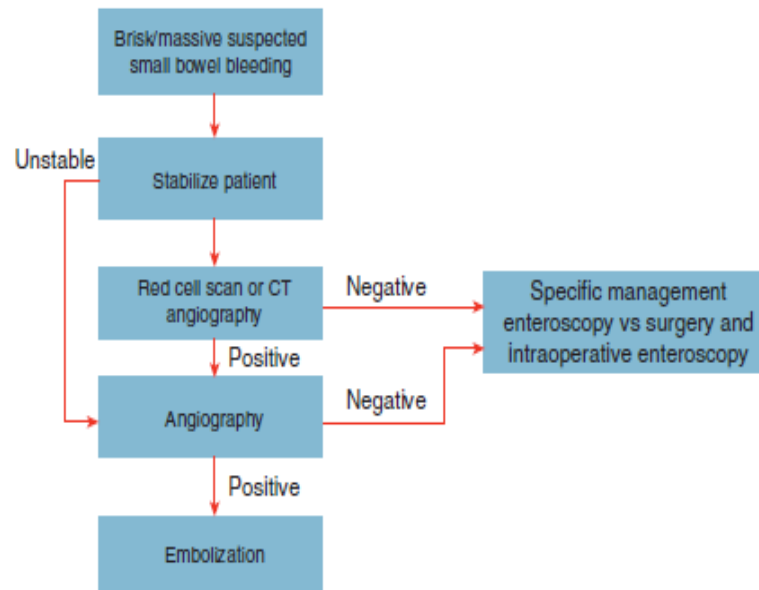 Brisk/massive suspected
small bowel bleeding
Unstable
Stabilize patient
Red cell scan or CT
angiography
Negative
Specific management
enteroscopy vs surgery and
intraoperative enteroscopy
Positive
Angiography
Negative
Positive
Embolization